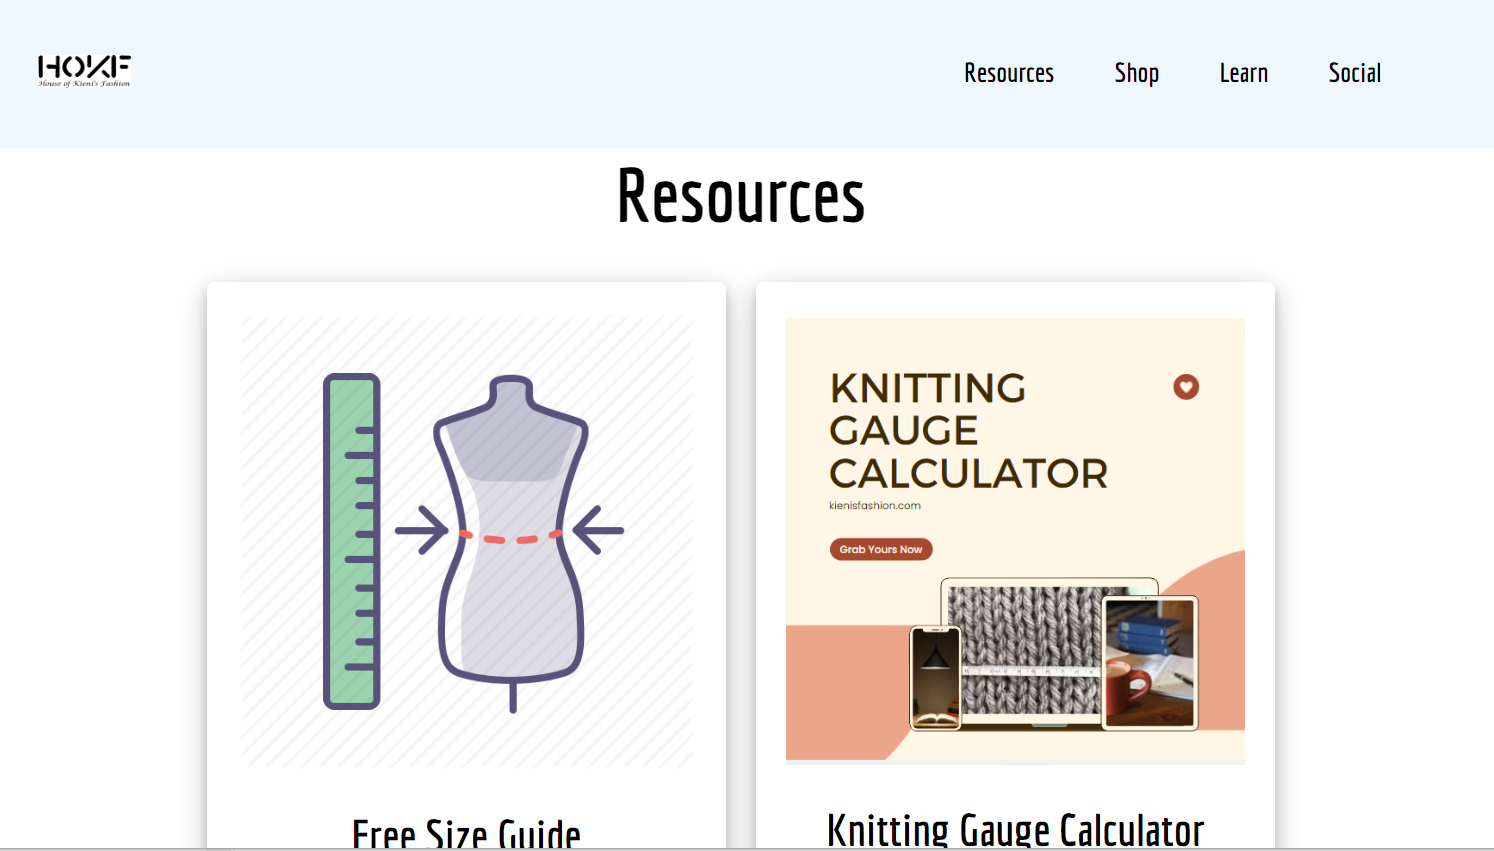 HOKF
House of Kieni's Fashion
Resources
Shop
Learn
Social
Resources
KNITTING
GAUGE
CALCULATOR
kienisfashion.com
Grab Yours Now
Free Size Guide
Knitting Gauge Calculator